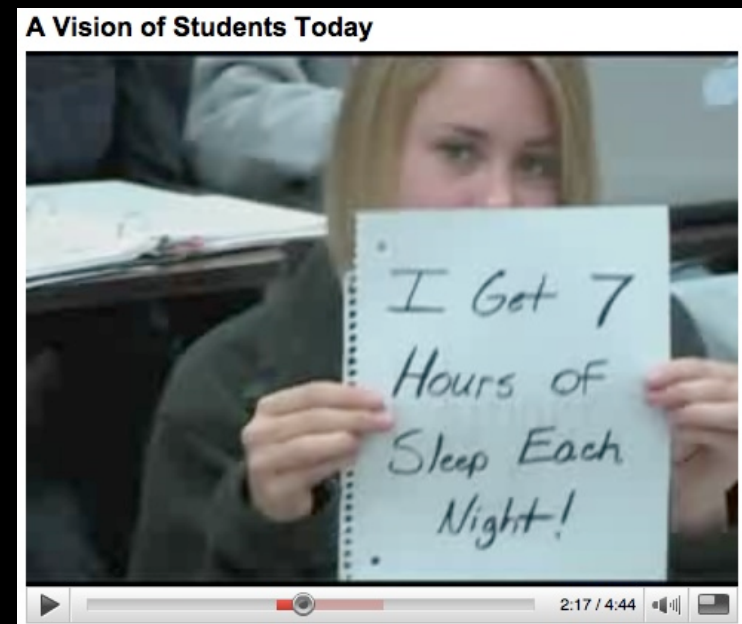 A Vision of Students Today
I Get 7
Hours of
Sleep Each
Night!
2:17 / 4:44